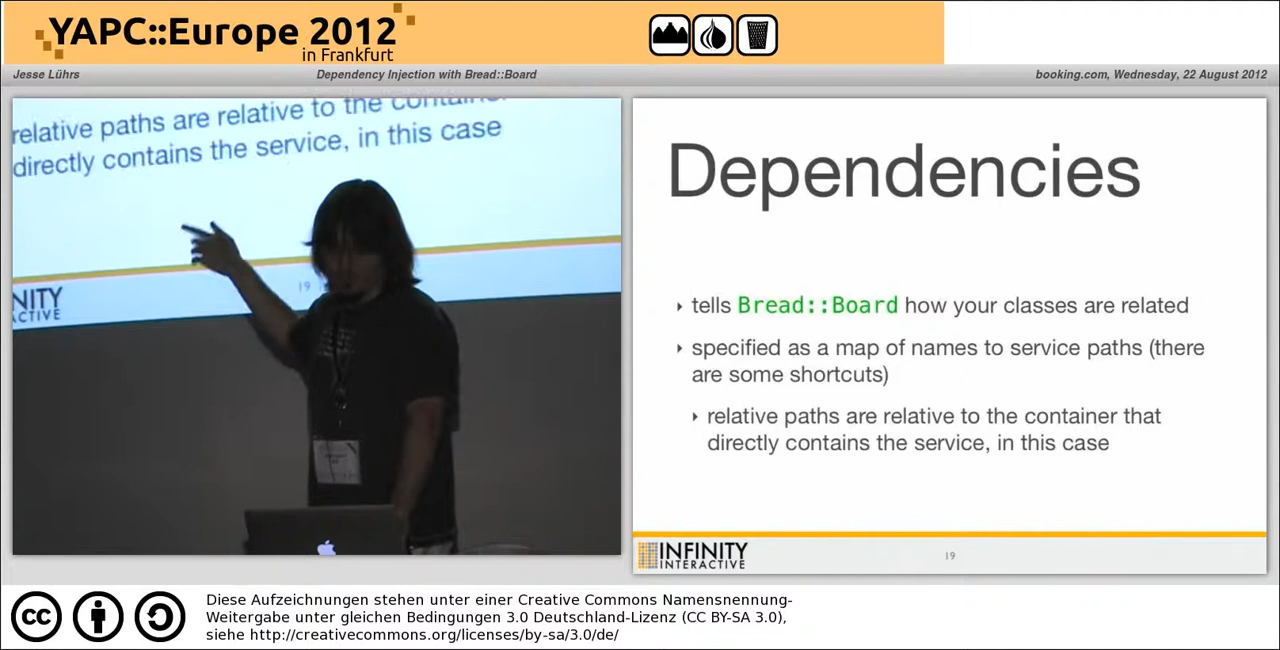 YAPC::Europe 2012
in Frankfurt
Jesse Lührs
Dependency Injection with Bread::Board
booking.com, Wednesday, 22 August 2012
relative paths are relative to the
directly contains the service, in this case
19
NITY
ACTIVE
Dependencies
tells Bread::Board how your classes are related
specified as a map of names to service paths (there
are some shortcuts)
relative paths are relative to the container that
directly contains the service, in this case
INFINITY
INTERACTIVE
19
cc
Diese Aufzeichnungen stehen unter einer Creative Commons Namensnennung-
Weitergabe unter gleichen Bedingungen 3.0 Deutschland-Lizenz (CC BY-SA 3.0),
siehe http://creativecommons.org/licenses/by-sa/3.0/de/